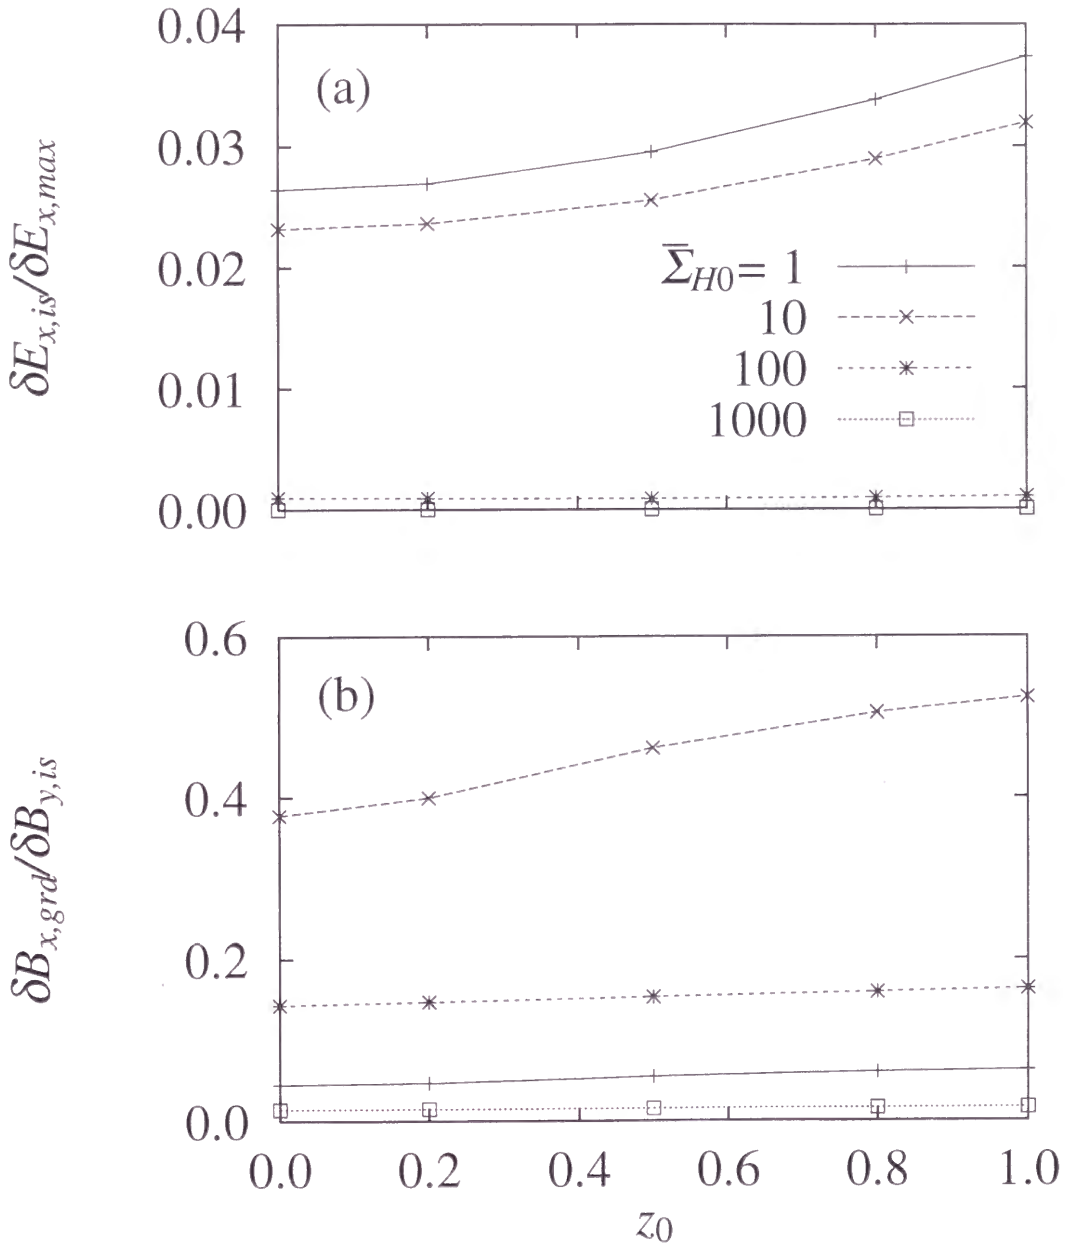 0.04
(a)
0.03
0.02
0.01
0.00
δE_{x,is}/δE_{x,max}
Σ̅_{H0} = 1
10
100
1000
0.6
(b)
0.4
0.2
0.0
δB_{x,grd}/δB_{y,is}
0.0 0.2 0.4 0.6 0.8 1.0
z_0